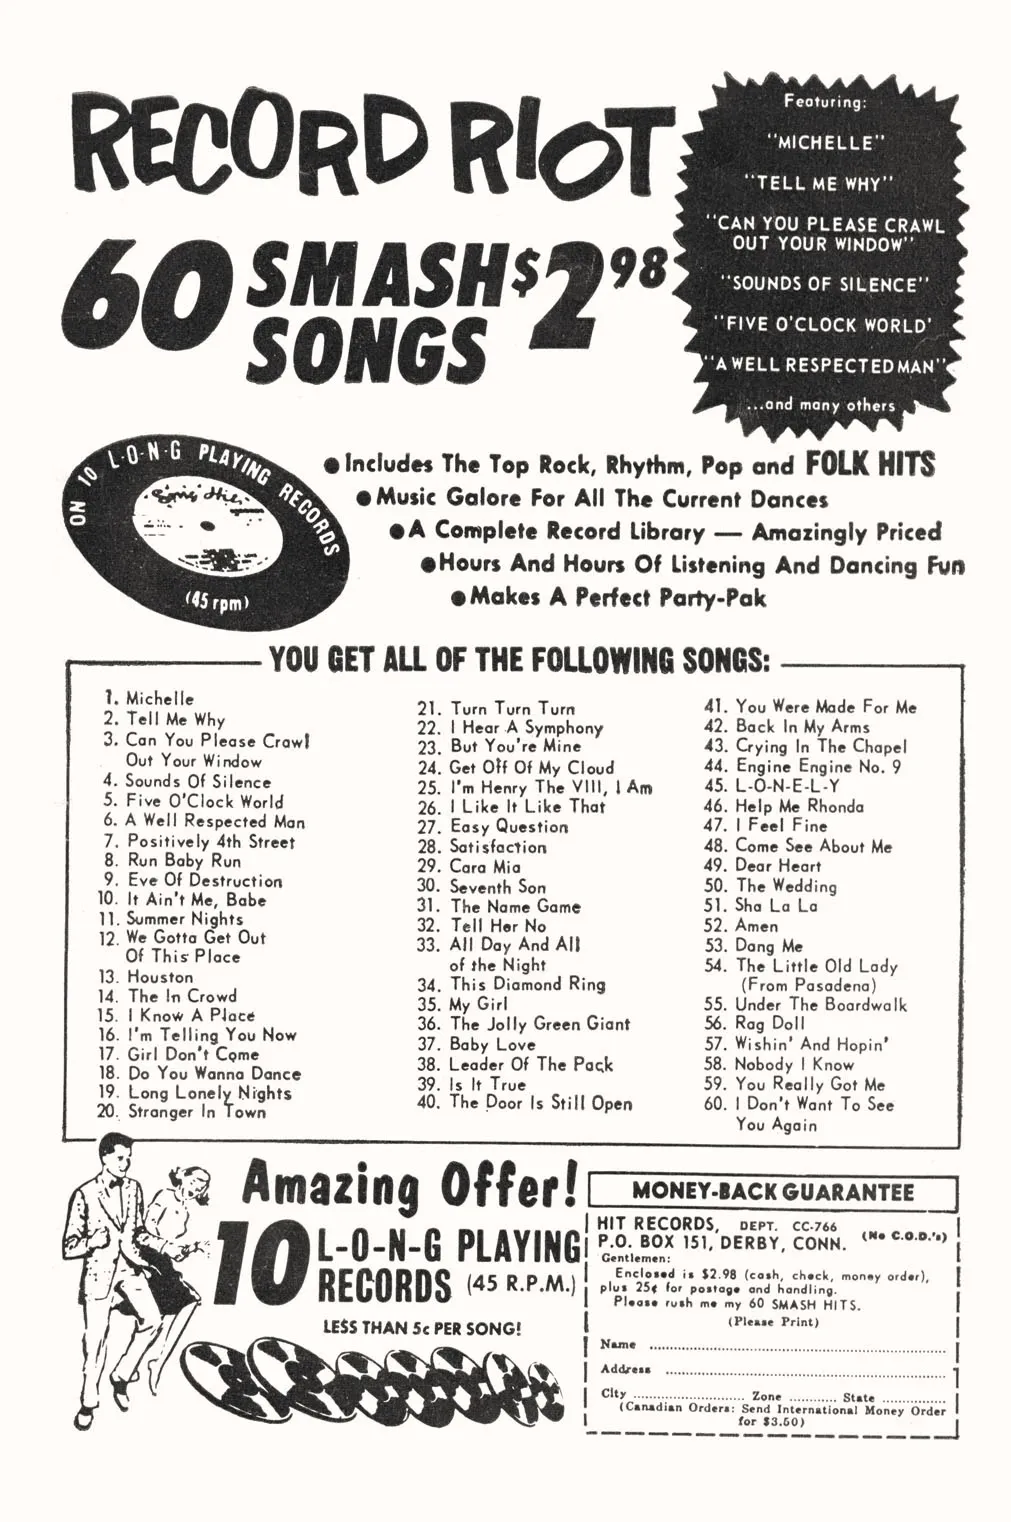 RECORD RIOT
60 SMASH SONGS $2.98
Featuring:
"MICHELLE"
"TELL ME WHY"
"CAN YOU PLEASE CRAWL
OUT YOUR WINDOW"
"SOUNDS OF SILENCE"
"FIVE O'CLOCK WORLD'
"A WELL RESPECTED MAN"
...and many others
ON 10 L-O-N-G PLAYING RECORDS
(45 rpm)
●Includes The Top Rock, Rhythm, Pop and FOLK HITS
●Music Galore For All The Current Dances
●A Complete Record Library — Amazingly Priced
●Hours And Hours Of Listening And Dancing Fun
●Makes A Perfect Party-Pak
YOU GET ALL OF THE FOLLOWING SONGS:
1. Michelle
2. Tell Me Why
3. Can You Please Crawl
Out Your Window
4. Sounds Of Silence
5. Five O'Clock World
6. A Well Respected Man
7. Positively 4th Street
8. Run Baby Run
9. Eve Of Destruction
10. It Ain't Me, Babe
11. Summer Nights
12. We Gotta Get Out
Of This Place
13. Houston
14. The In Crowd
15. I Know A Place
16. I'm Telling You Now
17. Girl Don't Come
18. Do You Wanna Dance
19. Long Lonely Nights
20. Stranger In Town
21. Turn Turn Turn
22. I Hear A Symphony
23. But You're Mine
24. Get Off Of My Cloud
25. I'm Henry The VIII, I Am
26. I Like It Like That
27. Easy Question
28. Satisfaction
29. Cara Mia
30. Seventh Son
31. The Name Game
32. Tell Her No
33. All Day And All
of the Night
34. This Diamond Ring
35. My Girl
36. The Jolly Green Giant
37. Baby Love
38. Leader Of The Pack
39. Is It True
40. The Door Is Still Open
41. You Were Made For Me
42. Back In My Arms
43. Crying In The Chapel
44. Engine Engine No. 9
45. L-O-N-E-L-Y
46. Help Me Rhonda
47. I Feel Fine
48. Come See About Me
49. Dear Heart
50. The Wedding
51. Sha La La
52. Amen
53. Dang Me
54. The Little Old Lady
(From Pasadena)
55. Under The Boardwalk
56. Rag Doll
57. Wishin' And Hopin'
58. Nobody I Know
59. You Really Got Me
60. I Don't Want To See
You Again
Amazing Offer!
10 L-O-N-G PLAYING
RECORDS (45 R.P.M.)
LESS THAN 5c PER SONG!
MONEY-BACK GUARANTEE
HIT RECORDS, DEPT. CC-766
P.O. BOX 151, DERBY, CONN. (No C.O.D.'s)
Gentlemen:
Enclosed is $2.98 (cash, check, money order),
plus 25¢ for postage and handling.
Please rush me my 60 SMASH HITS.
(Please Print)
Name
Address
City Zone State
(Canadian Orders: Send International Money Order
for $3.50)